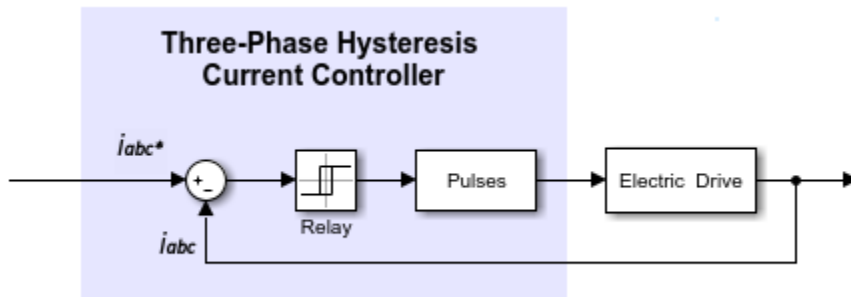 Three-Phase Hysteresis
Current Controller
iabc*
+
−
Relay
Pulses
Electric Drive
iabc